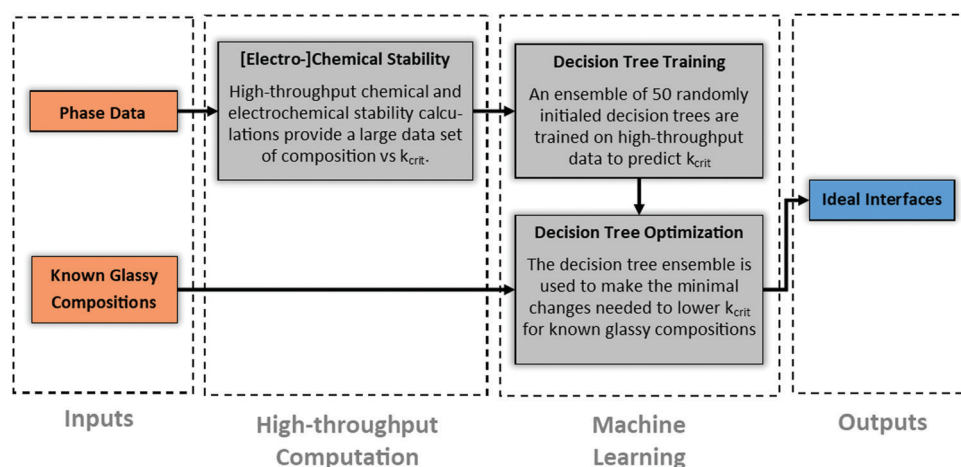 Phase Data
Known Glassy
Compositions
[Electro-]Chemical Stability
High-throughput chemical and
electrochemical stability calcu-
lations provide a large data set
of composition vs k_crit.
Decision Tree Training
An ensemble of 50 randomly
initialed decision trees are
trained on high-throughput
data to predict k_crit
Decision Tree Optimization
The decision tree ensemble is
used to make the minimal
changes needed to lower k_crit
for known glassy compositions
Ideal Interfaces
Inputs
High-throughput
Computation
Machine
Learning
Outputs